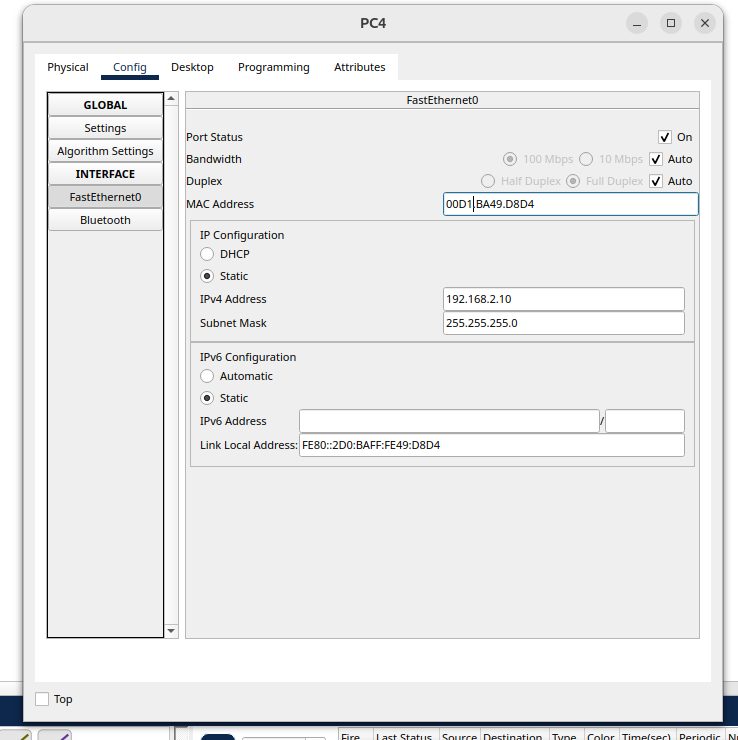 PC4
Physical Config Desktop Programming Attributes
GLOBAL
Settings
Algorithm Settings
INTERFACE
FastEthernet0
Bluetooth
FastEthernet0
Port Status On
Bandwidth 100 Mbps 10 Mbps Auto
Duplex Half Duplex Full Duplex Auto
MAC Address 00D1.BA49.D8D4
IP Configuration
DHCP
Static
IPv4 Address 192.168.2.10
Subnet Mask 255.255.255.0
IPv6 Configuration
Automatic
Static
IPv6 Address /
Link Local Address: FE80::2D0:BAFF:FE49:D8D4
Top
Fire Last Status Source Destination Type Color Time(sec) Periodic